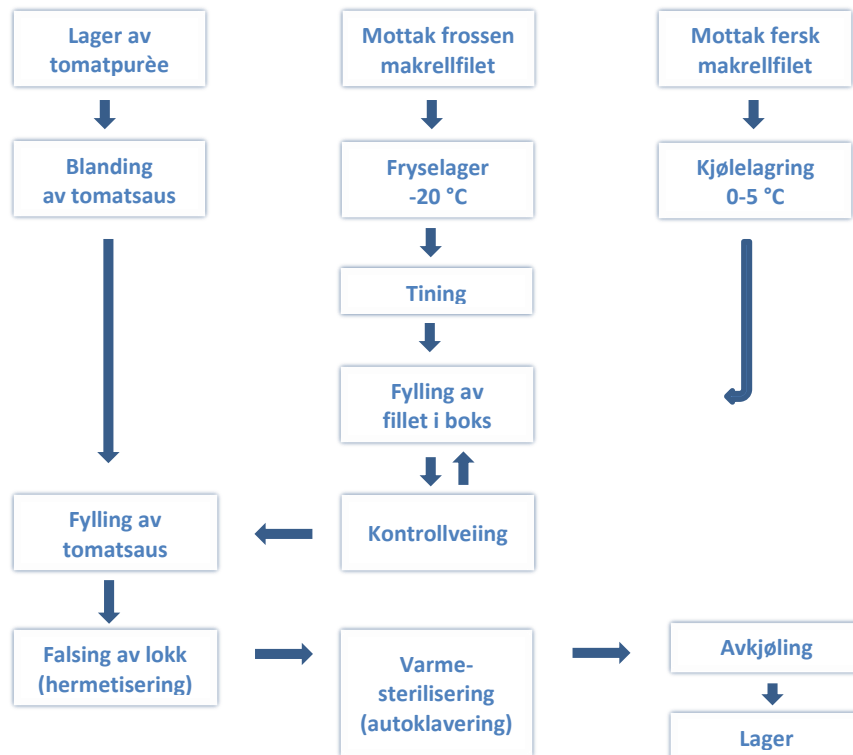 Lager av
tomatpurèe
Mottak frossen
makrellfilet
Mottak fersk
makrellfilet
Blanding
av tomatsaus
Fryselager
-20 °C
Kjølelagring
0-5 °C
Tining
Fylling av
fillet i boks
Fylling av
tomatsaus
Kontrollveiing
Falsing av lokk
(hermetisering)
Varme-
sterilisering
(autoklavering)
Avkjøling
Lager